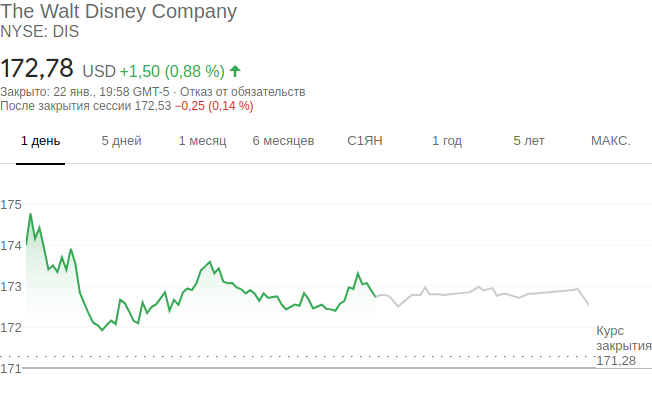 The Walt Disney Company
NYSE: DIS
172,78 USD +1,50 (0,88 %)
Закрыто: 22 янв., 19:58 GMT-5 · Отказ от обязательств
После закрытия сессии 172,53 −0,25 (0,14 %)
1 день 5 дней 1 месяц 6 месяцев С1ЯН 1 год 5 лет МАКС.
175
174
173
172
Курс
закрытия
171,28
171